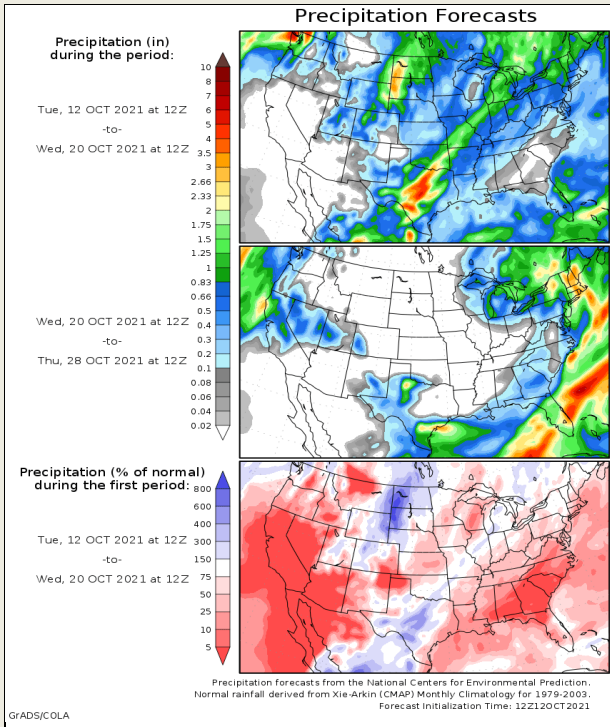 Precipitation Forecasts
Precipitation (in)
during the period:
Tue, 12 OCT 2021 at 12Z
-to-
Wed, 20 OCT 2021 at 12Z
10
8
7
6
5
4
3.5
3
2.66
2.33
2
1.75
1.5
1.25
1
0.83
0.66
0.5
0.4
0.3
0.2
0.1
0.08
0.06
0.04
0.02
Wed, 20 OCT 2021 at 12Z
-to-
Thu, 28 OCT 2021 at 12Z
Precipitation (% of normal)
during the first period:
Tue, 12 OCT 2021 at 12Z
-to-
Wed, 20 OCT 2021 at 12Z
800
600
400
300
150
75
50
25
10
5
Precipitation forecasts from the National Centers for Environmental Prediction.
Normal rainfall derived from Xie-Arkin (CMAP) Monthly Climatology for 1979-2003.
Forecast Initialization Time: 12Z12OCT2021
GrADS/COLA